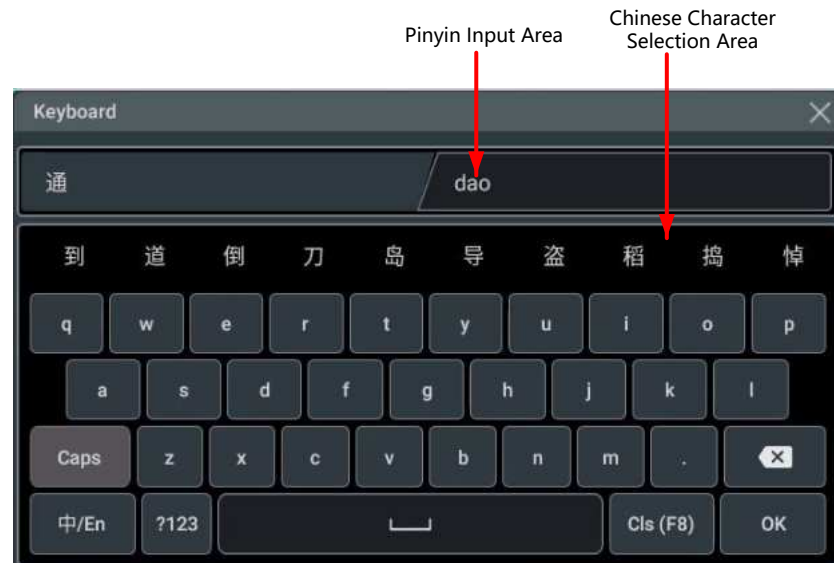 Pinyin Input Area
Chinese Character
Selection Area
Keyboard
通 dao
到 道 倒 刀 岛 导 盗 稻 捣 悼
q w e r t y u i o p
a s d f g h j k l
Caps z x c v b n m .
中/En ?123 Cls (F8) OK